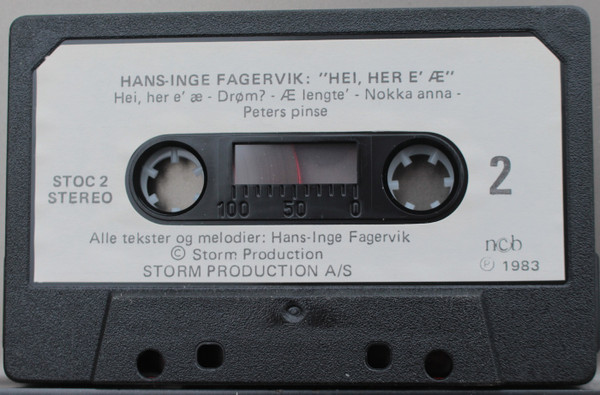 HANS-INGE FAGERVIK: "HEI, HER E' Æ"
Hei, her e' æ - Drøm? - Æ lengte' - Nokka anna -
Peters pinse
STOC 2
STEREO
2
100 50 0
Alle tekster og melodier: Hans-Inge Fagervik
© Storm Production
STORM PRODUCTION A/S
ncb
℗ 1983